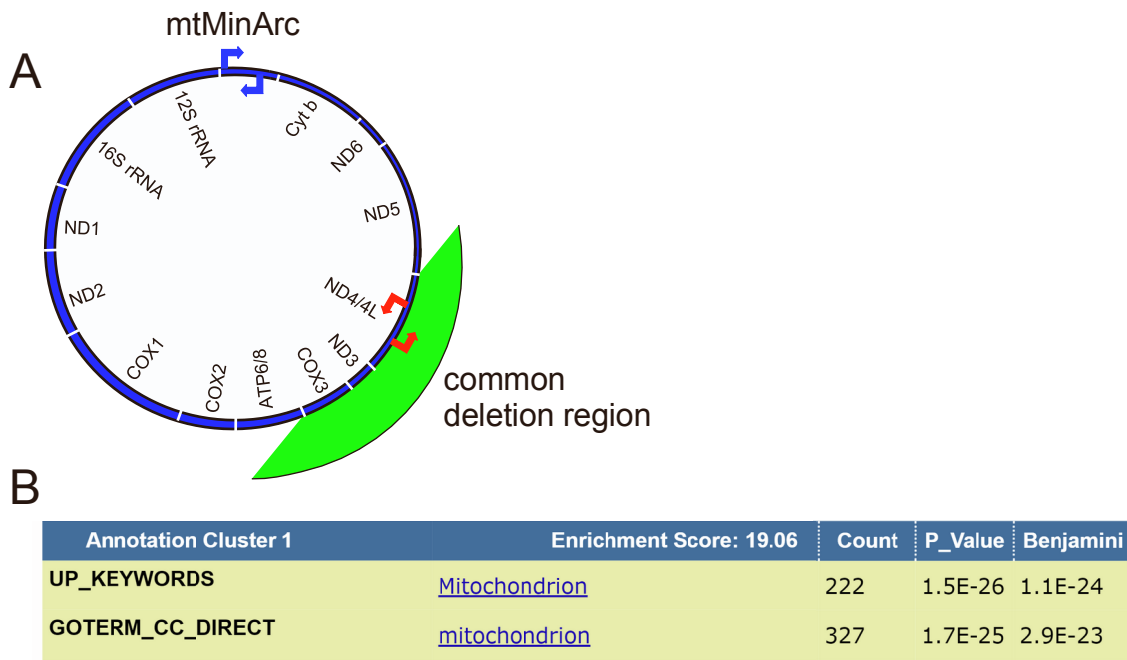 mtMinArc
A
12S rRNA
Cyt b
16S rRNA
ND6
ND1
ND5
ND2
ND4/4L
COX1
COX2
ATP6/8
COX3
ND3
common
deletion region
B
Annotation Cluster 1 Enrichment Score: 19.06 Count P_Value Benjamini
UP_KEYWORDS Mitochondrion 222 1.5E-26 1.1E-24
GOTERM_CC_DIRECT mitochondrion 327 1.7E-25 2.9E-23